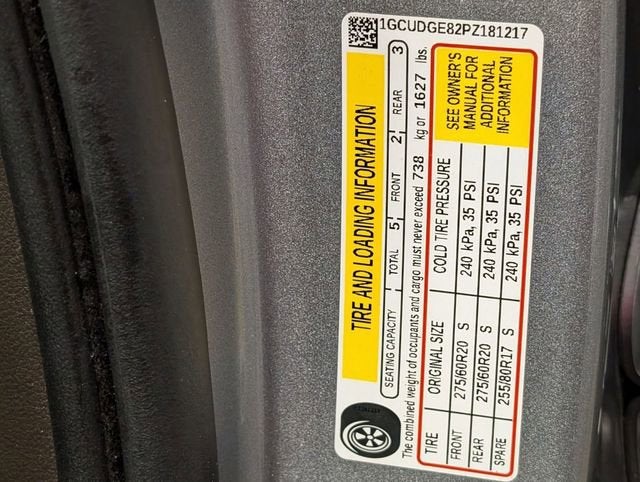 1GCUDGE82PZ181217
TIRE AND LOADING INFORMATION
SEATING CAPACITY TOTAL 5 FRONT 2 REAR 3
The combined weight of occupants and cargo must never exceed 738 kg or 1627 lbs.
TIRE ORIGINAL SIZE COLD TIRE PRESSURE
FRONT 275/60R20 S 240 kPa, 35 PSI
REAR 275/60R20 S 240 kPa, 35 PSI
SPARE 255/80R17 S 240 kPa, 35 PSI
SEE OWNER'S
MANUAL FOR
ADDITIONAL
INFORMATION